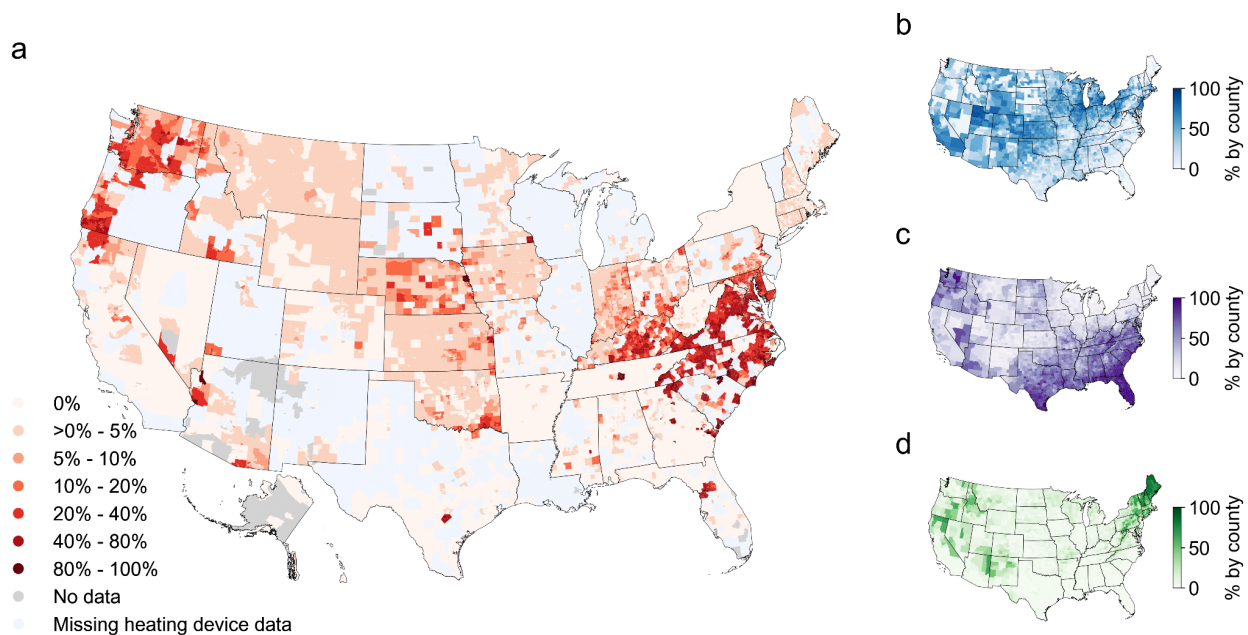 a
0%
>0% - 5%
5% - 10%
10% - 20%
20% - 40%
40% - 80%
80% - 100%
No data
Missing heating device data
b
100
50
0
% by county
c
100
50
0
% by county
d
100
50
0
% by county